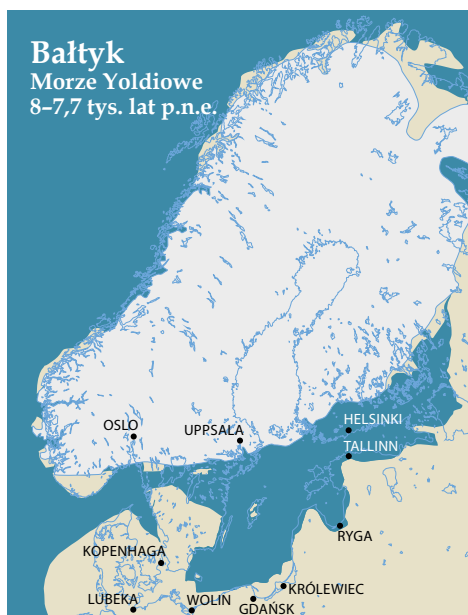 Bałtyk
Morze Yoldiowe
8–7,7 tys. lat p.n.e.
HELSINKI
OSLO
UPPSALA
TALLINN
RYGA
KOPENHAGA
KRÓLEWIEC
LUBEKA
WOLIN
GDAŃSK